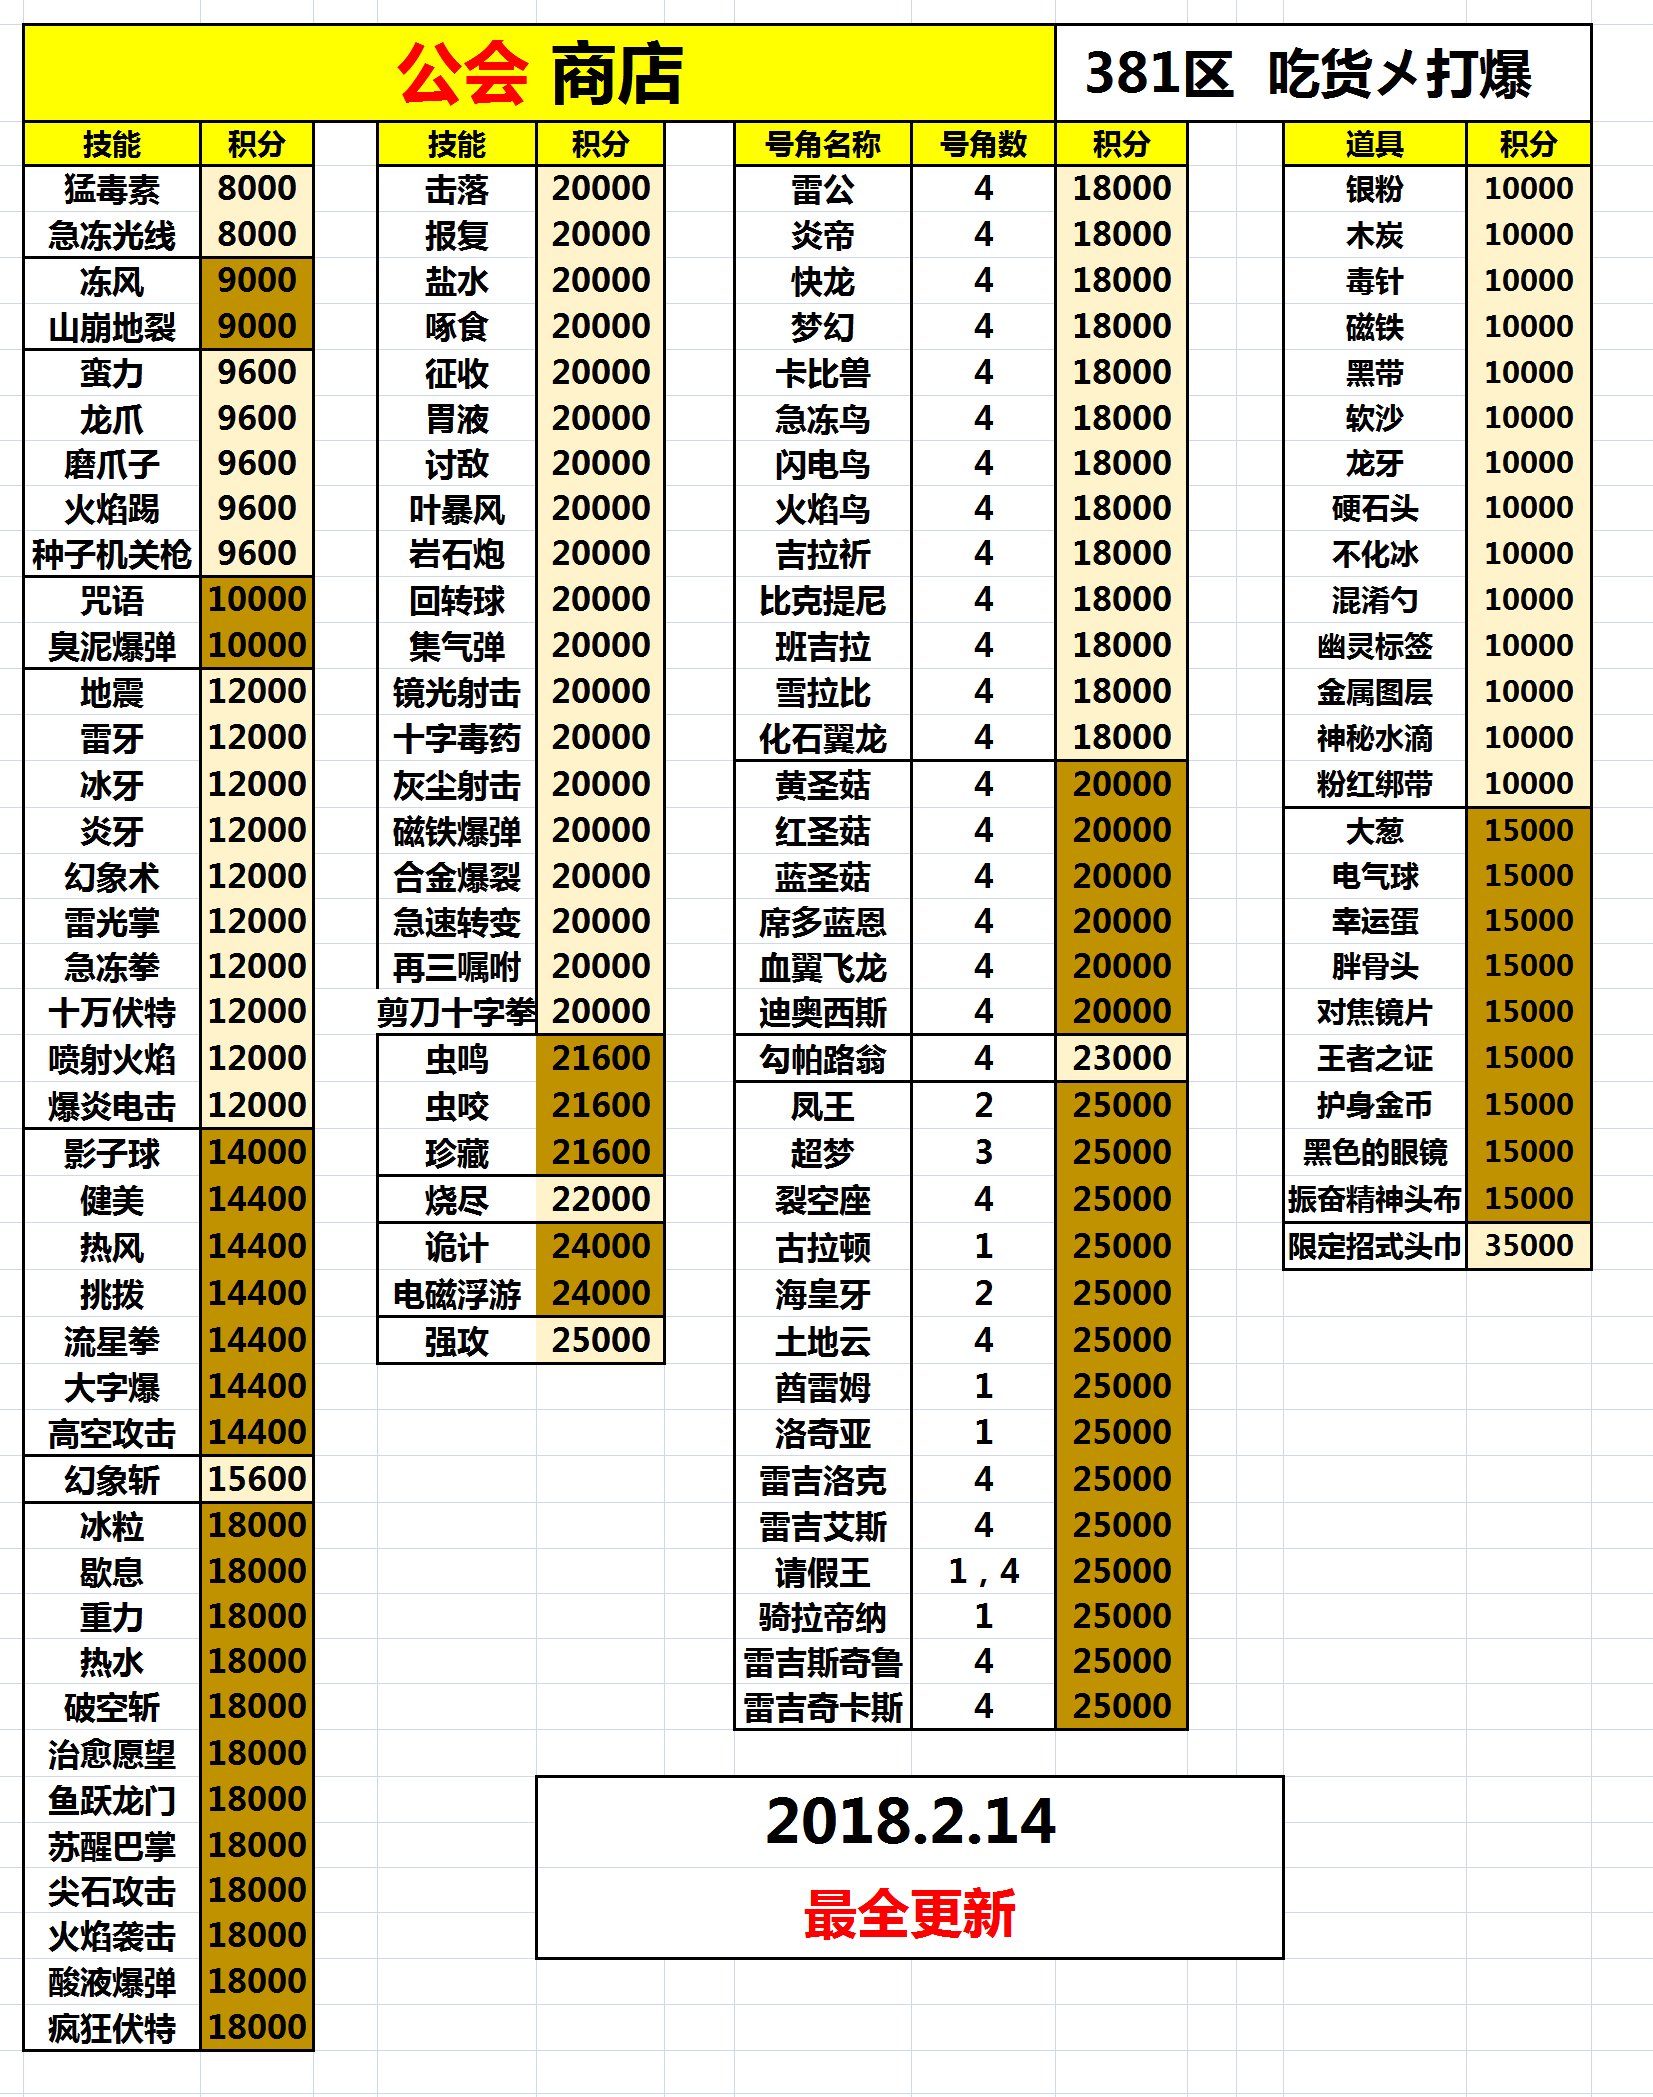 公会 商店 381区 吃货メ打爆
技能 积分 技能 积分 号角名称 号角数 积分 道具 积分
猛毒素 8000 击落 20000 雷公 4 18000 银粉 10000
急冻光线 8000 报复 20000 炎帝 4 18000 木炭 10000
冻风 9000 盐水 20000 快龙 4 18000 毒针 10000
山崩地裂 9000 啄食 20000 梦幻 4 18000 磁铁 10000
蛮力 9600 征收 20000 卡比兽 4 18000 黑带 10000
龙爪 9600 胃液 20000 急冻鸟 4 18000 软沙 10000
磨爪子 9600 讨敌 20000 闪电鸟 4 18000 龙牙 10000
火焰踢 9600 叶暴风 20000 火焰鸟 4 18000 硬石头 10000
种子机关枪 9600 岩石炮 20000 吉拉祈 4 18000 不化冰 10000
咒语 10000 回转球 20000 比克提尼 4 18000 混淆勺 10000
臭泥爆弹 10000 集气弹 20000 班吉拉 4 18000 幽灵标签 10000
地震 12000 镜光射击 20000 雪拉比 4 18000 金属图层 10000
雷牙 12000 十字毒药 20000 化石翼龙 4 18000 神秘水滴 10000
冰牙 12000 灰尘射击 20000 黄圣菇 4 20000 粉红绑带 10000
炎牙 12000 磁铁爆弹 20000 红圣菇 4 20000 大葱 15000
幻象术 12000 合金爆裂 20000 蓝圣菇 4 20000 电气球 15000
雷光掌 12000 急速转变 20000 席多蓝恩 4 20000 幸运蛋 15000
急冻拳 12000 再三嘱咐 20000 血翼飞龙 4 20000 胖骨头 15000
十万伏特 12000 剪刀十字拳 20000 迪奥西斯 4 20000 对焦镜片 15000
喷射火焰 12000 虫鸣 21600 勾帕路翁 4 23000 王者之证 15000
爆炎电击 12000 虫咬 21600 凤王 2 25000 护身金币 15000
影子球 14000 珍藏 21600 超梦 3 25000 黑色的眼镜 15000
健美 14400 烧尽 22000 裂空座 4 25000 振奋精神头布 15000
热风 14400 诡计 24000 古拉顿 1 25000 限定招式头巾 35000
挑拨 14400 电磁浮游 24000 海皇牙 2 25000
流星拳 14400 强攻 25000 土地云 4 25000
大字爆 14400 酋雷姆 1 25000
高空攻击 14400 洛奇亚 1 25000
幻象斩 15600 雷吉洛克 4 25000
冰粒 18000 雷吉艾斯 4 25000
歇息 18000 请假王 1，4 25000
重力 18000 骑拉帝纳 1 25000
热水 18000 雷吉斯奇鲁 4 25000
破空斩 18000 雷吉奇卡斯 4 25000
治愈愿望 18000
鱼跃龙门 18000
苏醒巴掌 18000
尖石攻击 18000
火焰袭击 18000
酸液爆弹 18000
疯狂伏特 18000
2018.2.14
最全更新